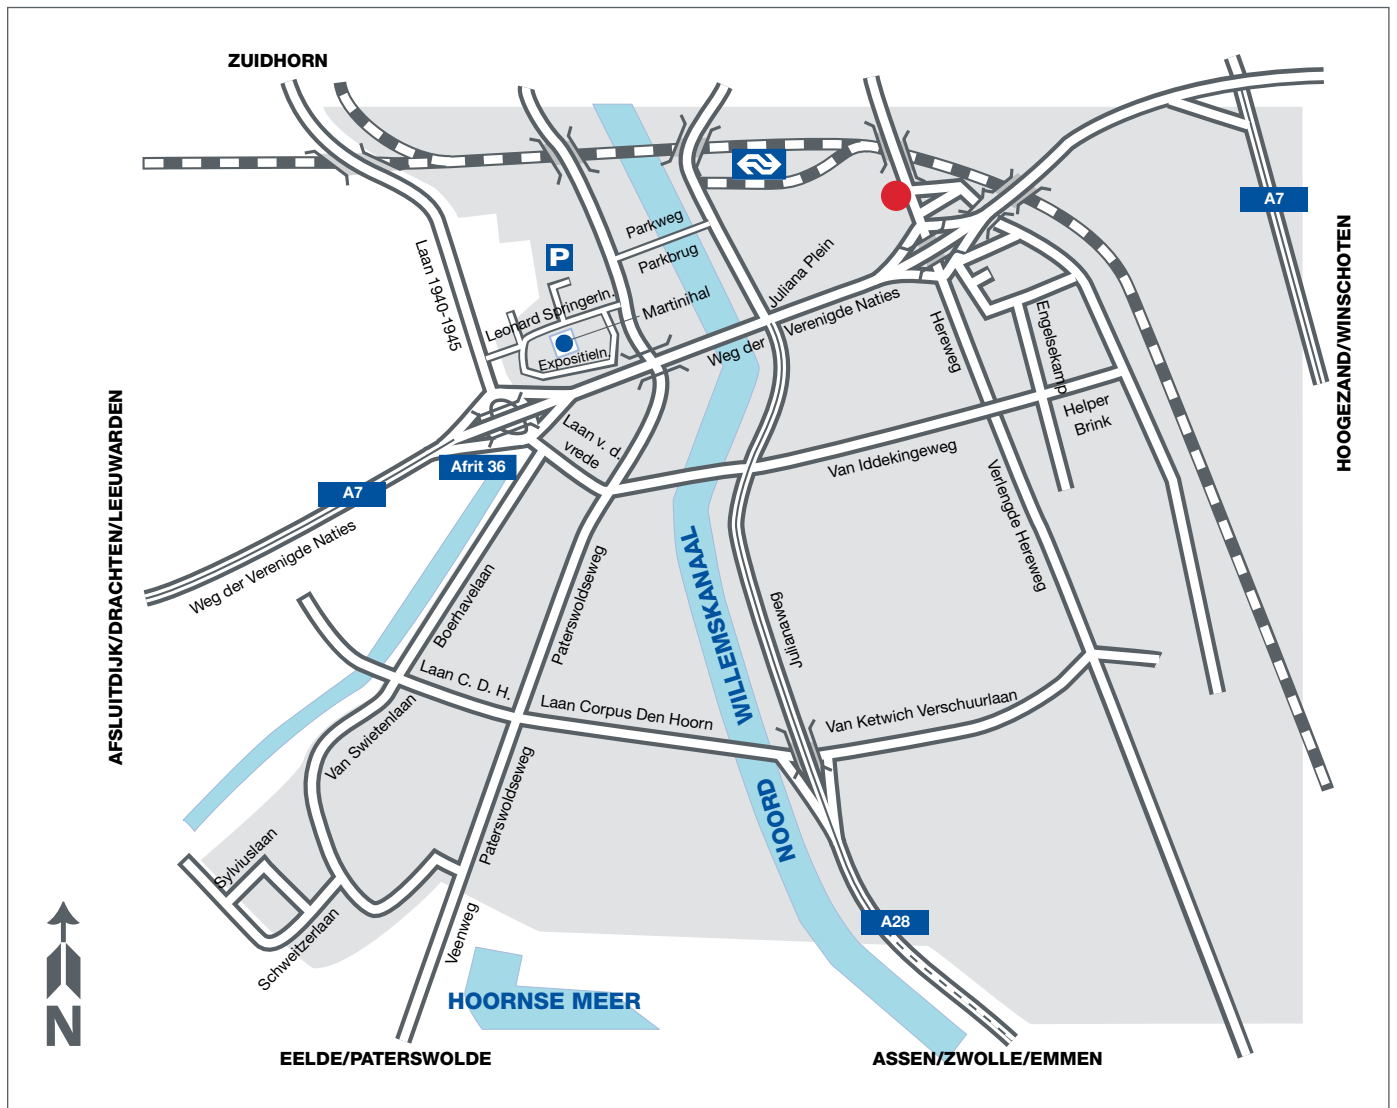 ZUIDHORN
A7
Parkweg
Parkbrug
P
Juliana Plein
HOOGEZAND/WINSCHOTEN
Laan 1940-1945
Leonard Springerln.
Martinihal
Expositieln.
Weg der
Verenigde Naties
Hereweg
Engelsekamp
Helper
Brink
AFSLUITDIJK/DRACHTEN/LEEUWARDEN
Laan v. d.
vrede
Afrit 36
A7
Weg der Verenigde Naties
Van Iddekingeweg
Verlengde Hereweg
Boerhavelaan
Paterswoldseweg
WILLEMSKANAAL
Julianaweg
Laan C. D. H.
Laan Corpus Den Hoorn
Van Ketwich Verschuurlaan
Van Swietenlaan
Paterswoldseweg
NOORD
Sylviuslaan
Schweitzerlaan
Veenweg
A28
N
HOORNSE MEER
EELDE/PATERSWOLDE
ASSEN/ZWOLLE/EMMEN